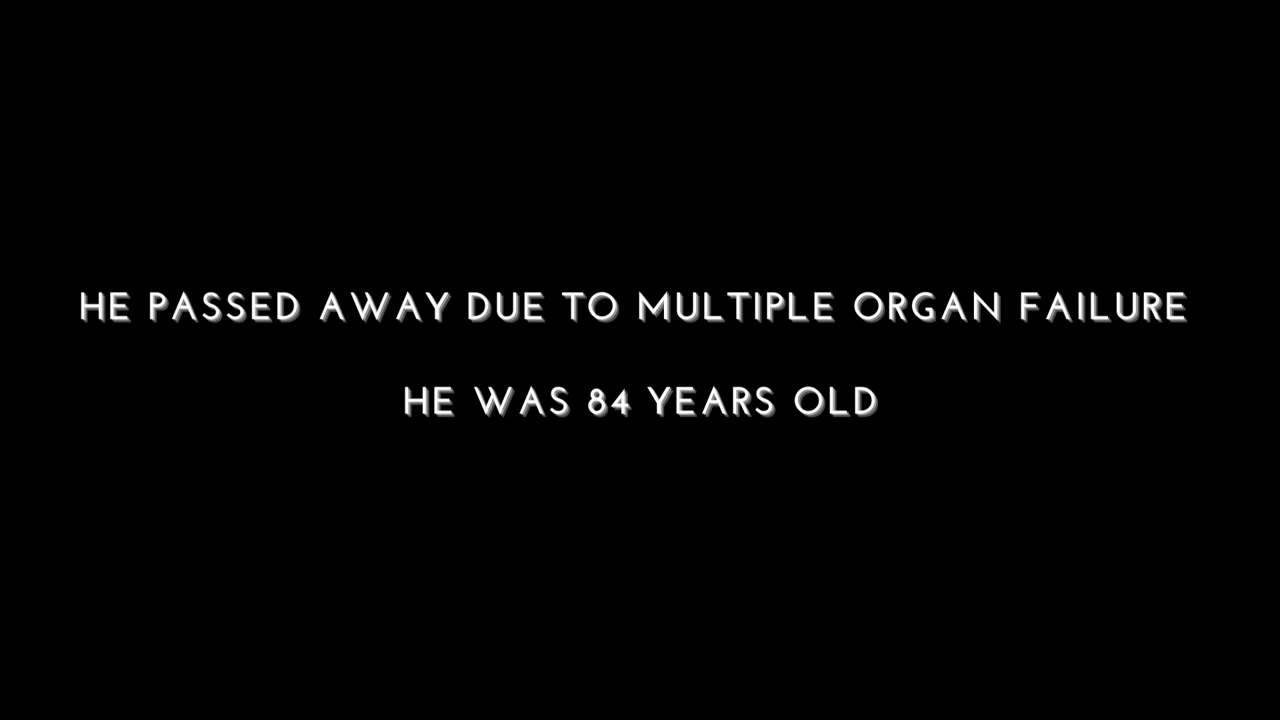 HE PASSED AWAY DUE TO MULTIPLE ORGAN FAILURE
HE WAS 84 YEARS OLD